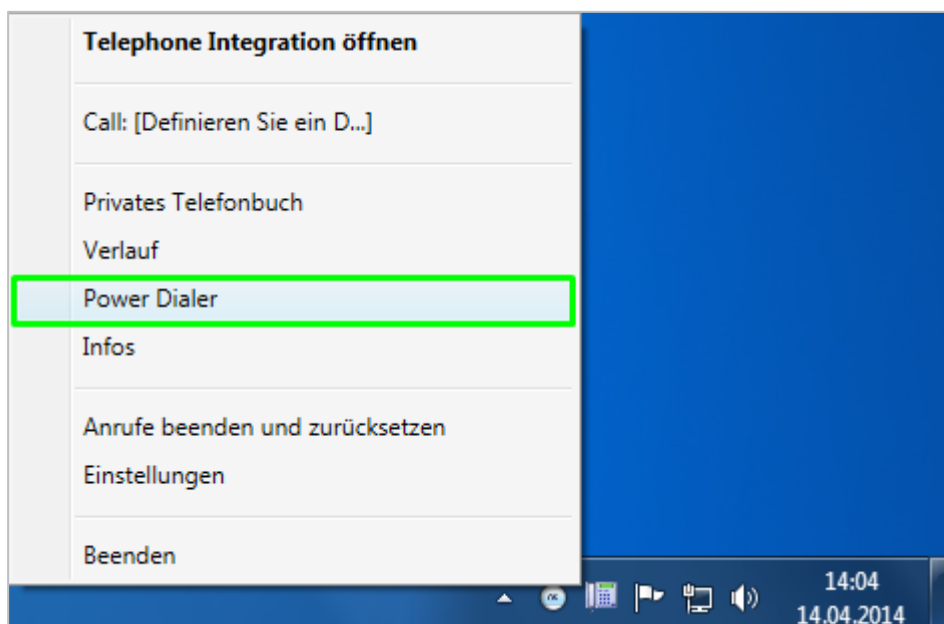 Telephone Integration öffnen
Call: [Definieren Sie ein D...]
Privates Telefonbuch
Verlauf
Power Dialer
Infos
Anrufe beenden und zurücksetzen
Einstellungen
Beenden
14:04
14.04.2014